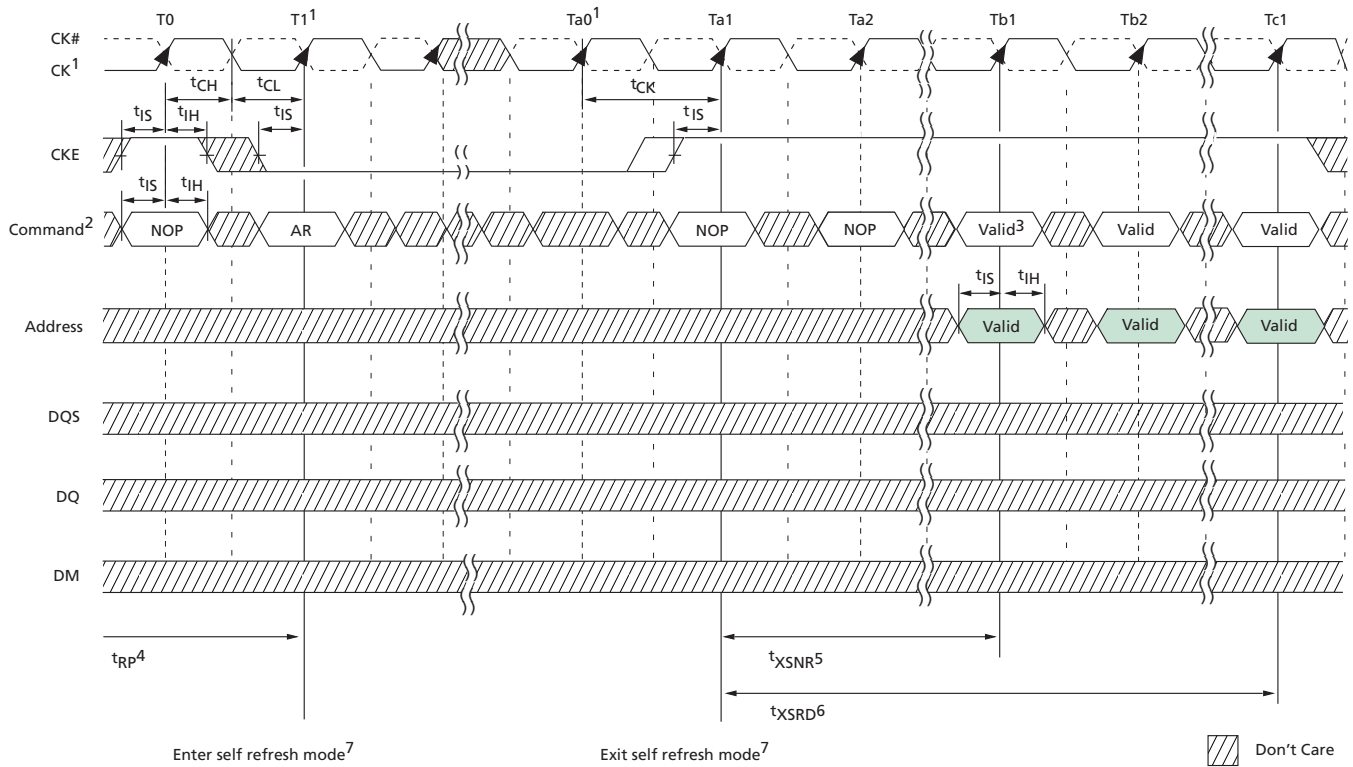 T0 T1¹ Ta0¹ Ta1 Ta2 Tb1 Tb2 Tc1
CK#
CK¹
tCH tCL tCK
tIS tIH tIS tIS
CKE
tIS tIH
Command² NOP AR NOP NOP Valid³ Valid Valid
tIS tIH
Address Valid Valid Valid
DQS
DQ
DM
tRP⁴ tXSNR⁵
tXSRD⁶
Enter self refresh mode⁷ Exit self refresh mode⁷ Don't Care